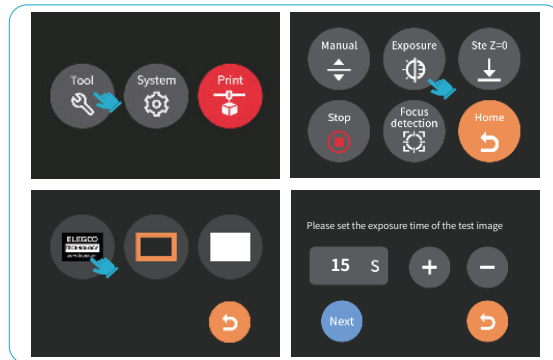 Tool
System
Print
Manual
Exposure
Ste Z=0
Stop
Focus
detection
Home
ELEGOO
TECHNOLOGY
Please set the exposure time of the test image
15 S + −
Next